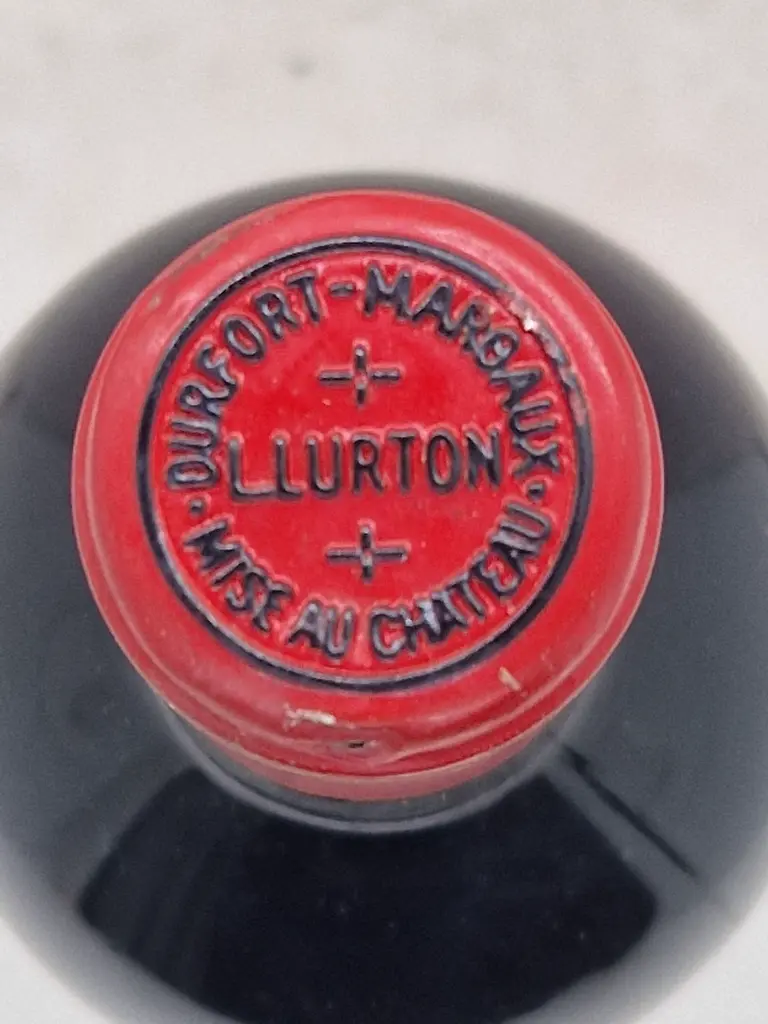 DURFORT-MARGAUX
L.LURTON
· MISE AU CHATEAU ·